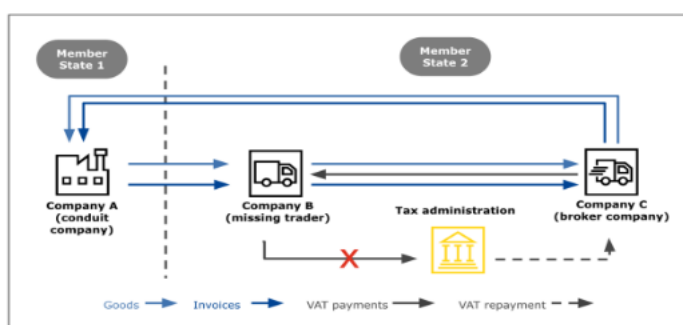 Member
State 1
Member
State 2
Company A
(conduit
company)
Company B
(missing trader)
Tax administration
Company C
(broker company)
Goods
Invoices
VAT payments
VAT repayment